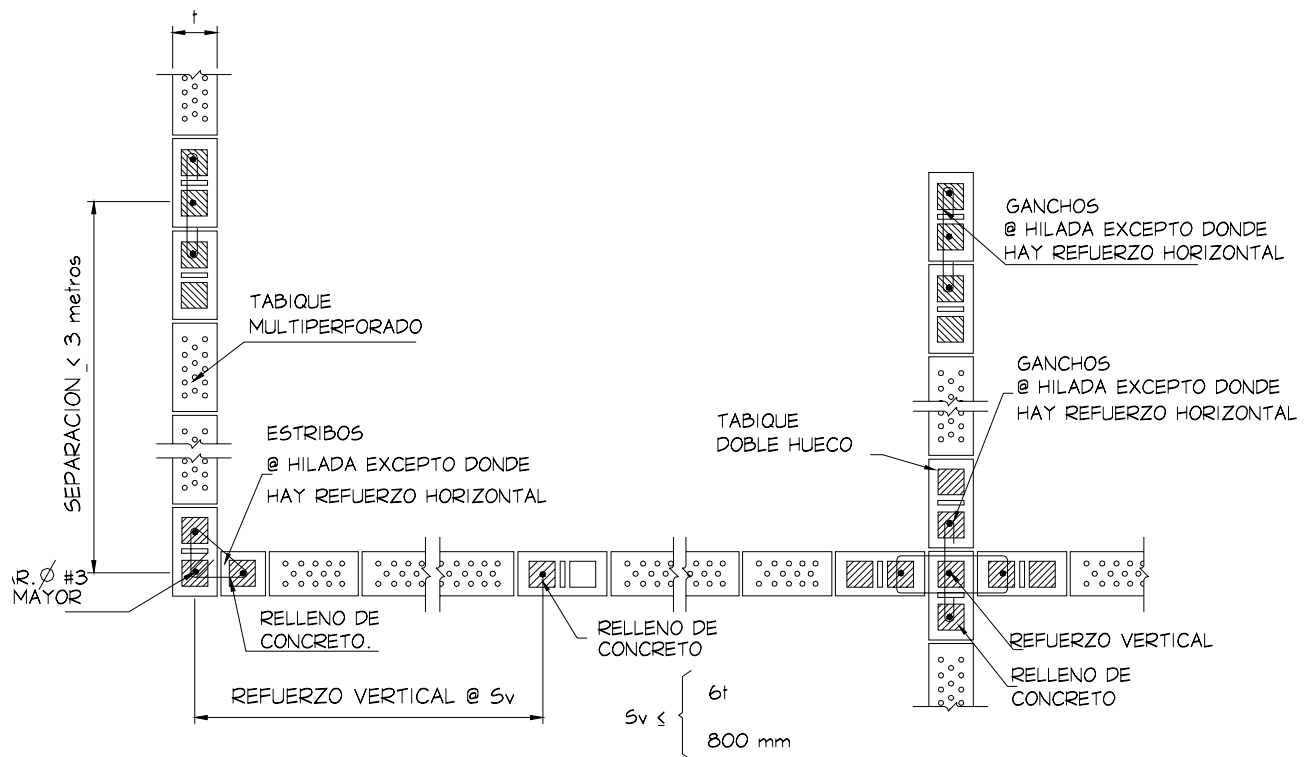 t
GANCHOS
@ HILADA EXCEPTO DONDE
HAY REFUERZO HORIZONTAL
SEPARACION ≤ 3 metros
TABIQUE
MULTIPERFORADO
GANCHOS
@ HILADA EXCEPTO DONDE
HAY REFUERZO HORIZONTAL
TABIQUE
DOBLE HUECO
ESTRIBOS
@ HILADA EXCEPTO DONDE
HAY REFUERZO HORIZONTAL
R.Ø #3
MAYOR
RELLENO DE
CONCRETO.
RELLENO DE
CONCRETO
REFUERZO VERTICAL
RELLENO DE
CONCRETO
REFUERZO VERTICAL @ Sv
Sv ≤
6t
800 mm